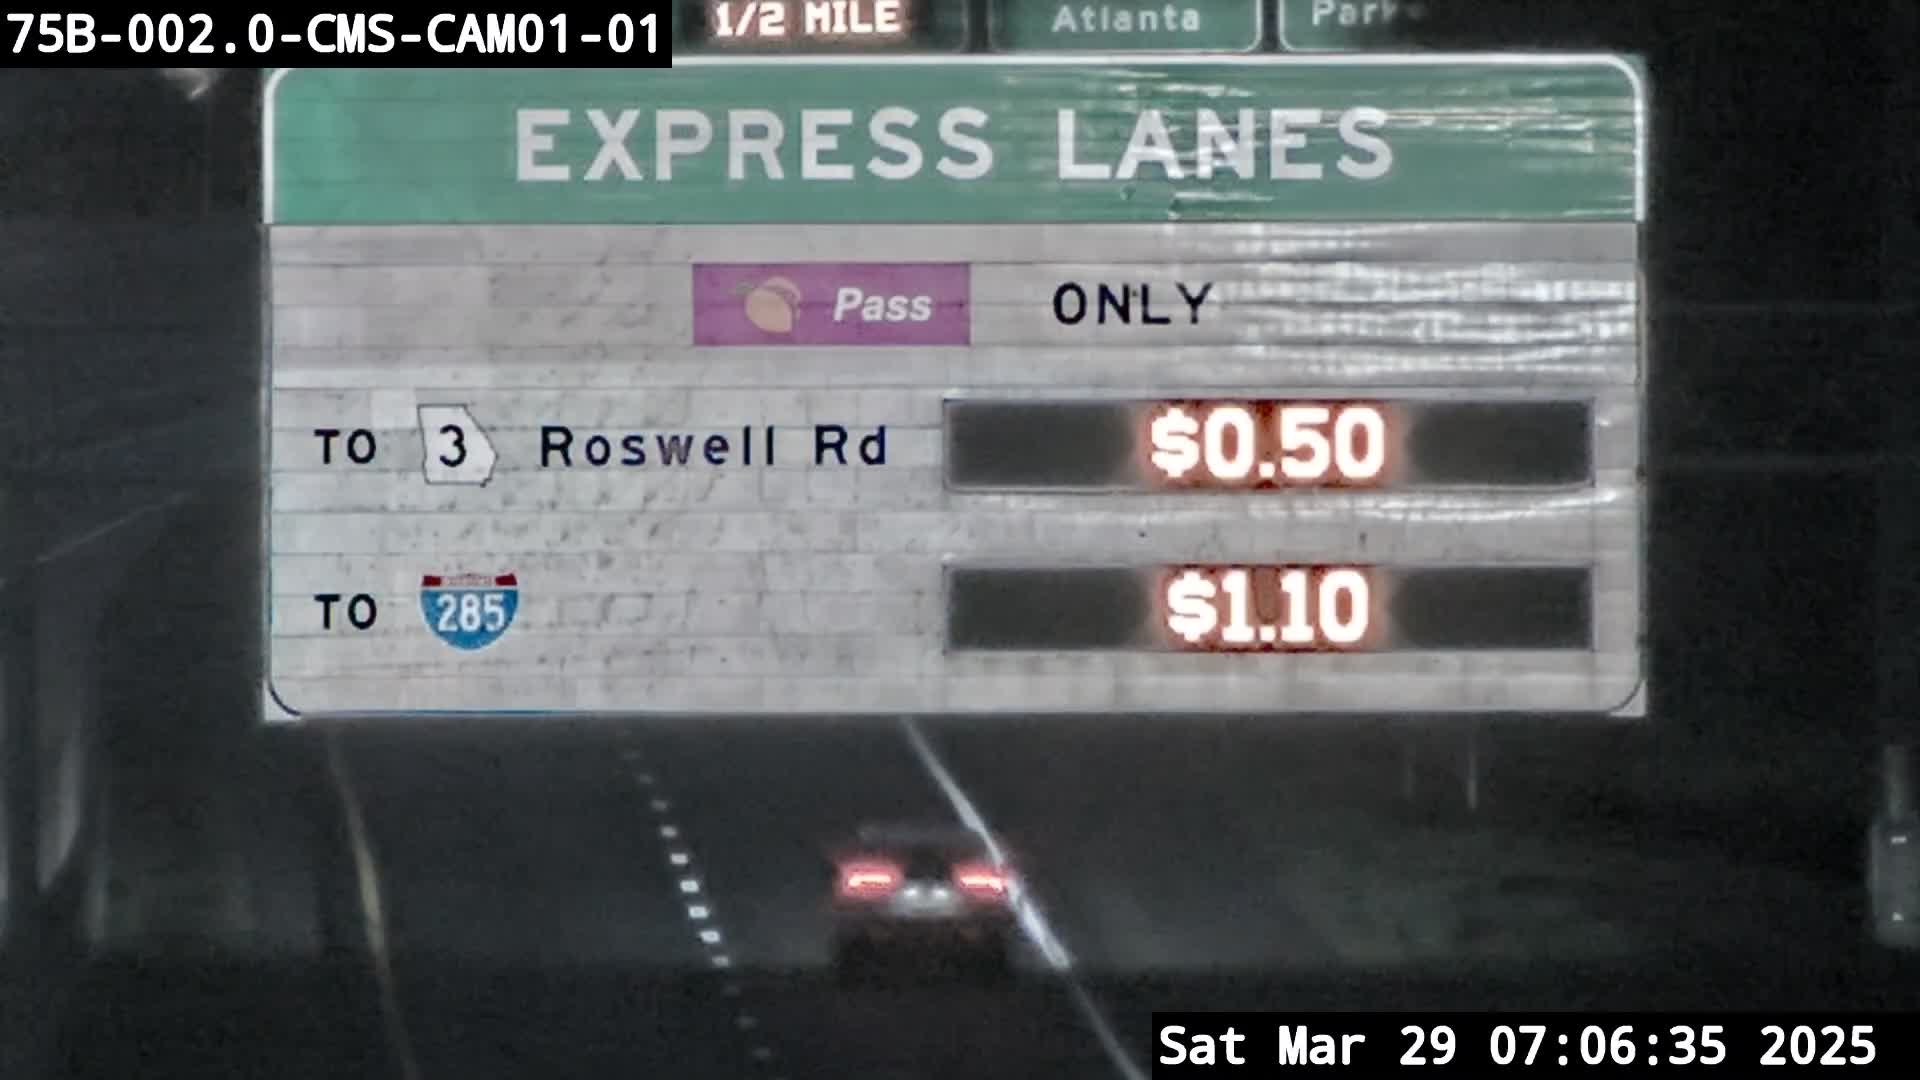 75B-002.0-CMS-CAM01-01
1/2 MILE
Atlanta
EXPRESS LANES
Pass ONLY
TO 3 Roswell Rd $0.50
TO 285 $1.10
Sat Mar 29 07:06:35 2025